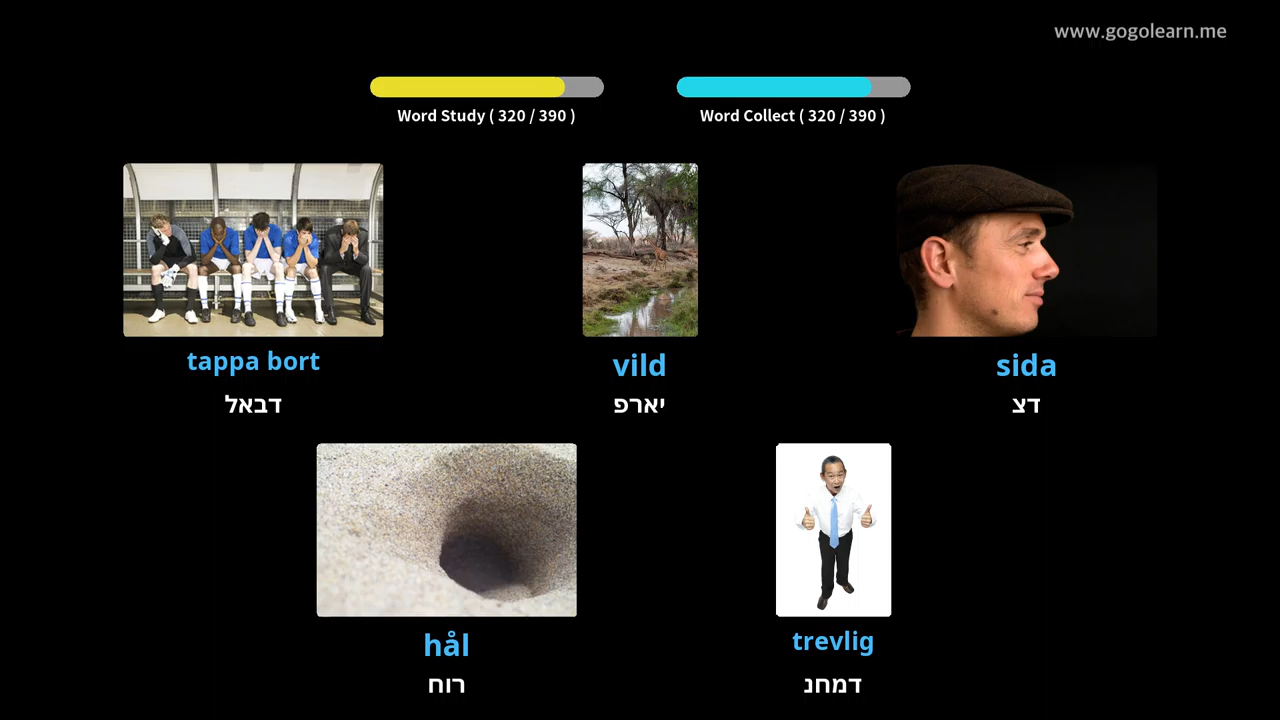 www.gogolearn.me
Word Study ( 320 / 390 )
Word Collect ( 320 / 390 )
tappa bort
דבאל
vild
יארפ
sida
דצ
hål
רוח
trevlig
דמחנ